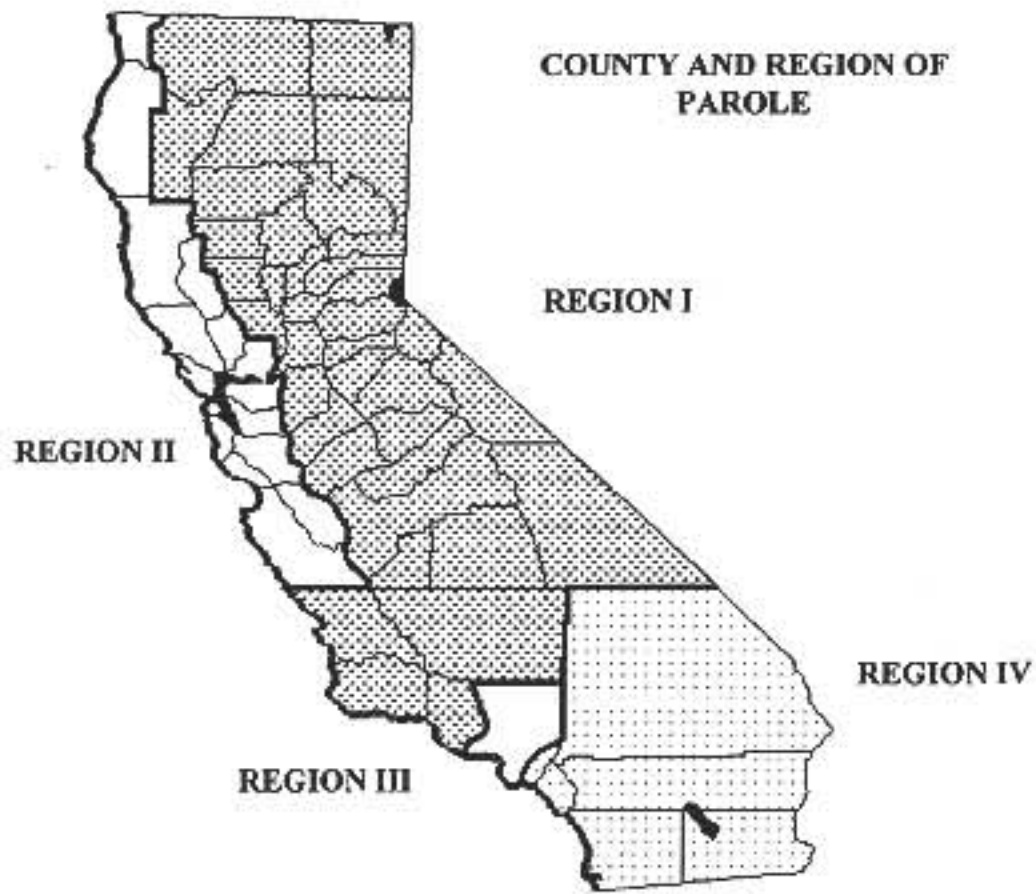 COUNTY AND REGION OF
PAROLE
REGION I
REGION II
REGION IV
REGION III